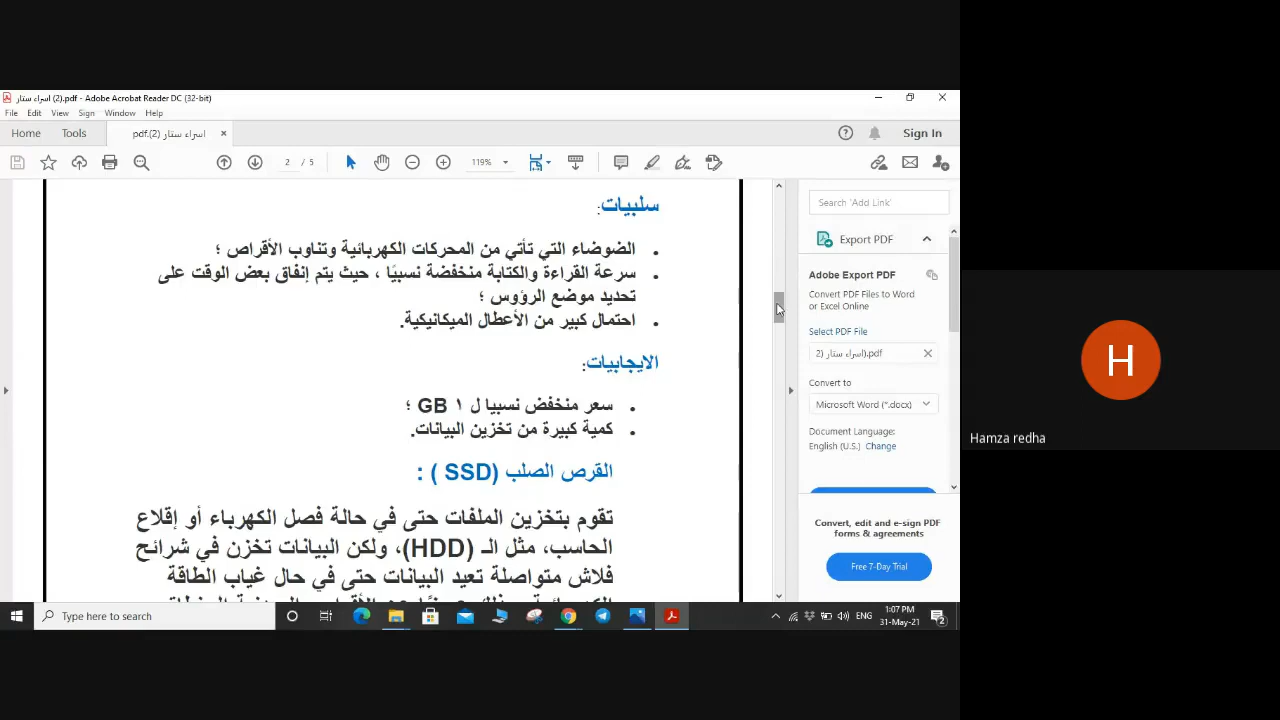 اسراء ستار (2).pdf - Adobe Acrobat Reader DC (32-bit)
File Edit View Sign Window Help
Home Tools
اسراء ستار (2).pdf ×
Sign In
2 / 5
119%
سلبيات:
• الضوضاء التي تأتي من المحركات الكهربائية وتناوب الأقراص ؛
• سرعة القراءة والكتابة منخفضة نسبيًا ، حيث يتم إنفاق بعض الوقت على
تحديد موضع الرؤوس ؛
• احتمال كبير من الأعطال الميكانيكية.
الايجابيات:
• سعر منخفض نسبيا ل ١ GB ؛
• كمية كبيرة من تخزين البيانات.
القرص الصلب (SSD ) :
تقوم بتخزين الملفات حتى في حالة فصل الكهرباء أو إقلاع
الحاسب، مثل الـ (HDD)، ولكن البيانات تخزن في شرائح
فلاش متواصلة تعيد البيانات حتى في حال غياب الطاقة
Search 'Add Link'
Export PDF
Adobe Export PDF
Convert PDF Files to Word
or Excel Online
Select PDF File
اسراء ستار (2).pdf
Convert to
Microsoft Word (*.docx)
Document Language:
English (U.S.) Change
Convert, edit and e-sign PDF
forms & agreements
Free 7-Day Trial
Type here to search
ENG
1:07 PM
31-May-21
2
H
Hamza redha